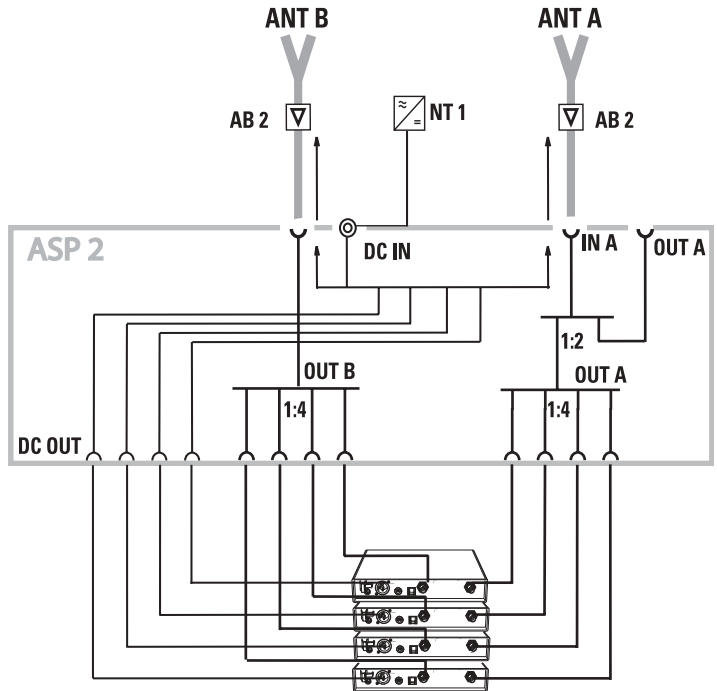 ANT B
ANT A
AB 2
NT 1
AB 2
ASP 2
DC IN
IN A
OUT A
1:2
OUT B
OUT A
1:4
1:4
DC OUT